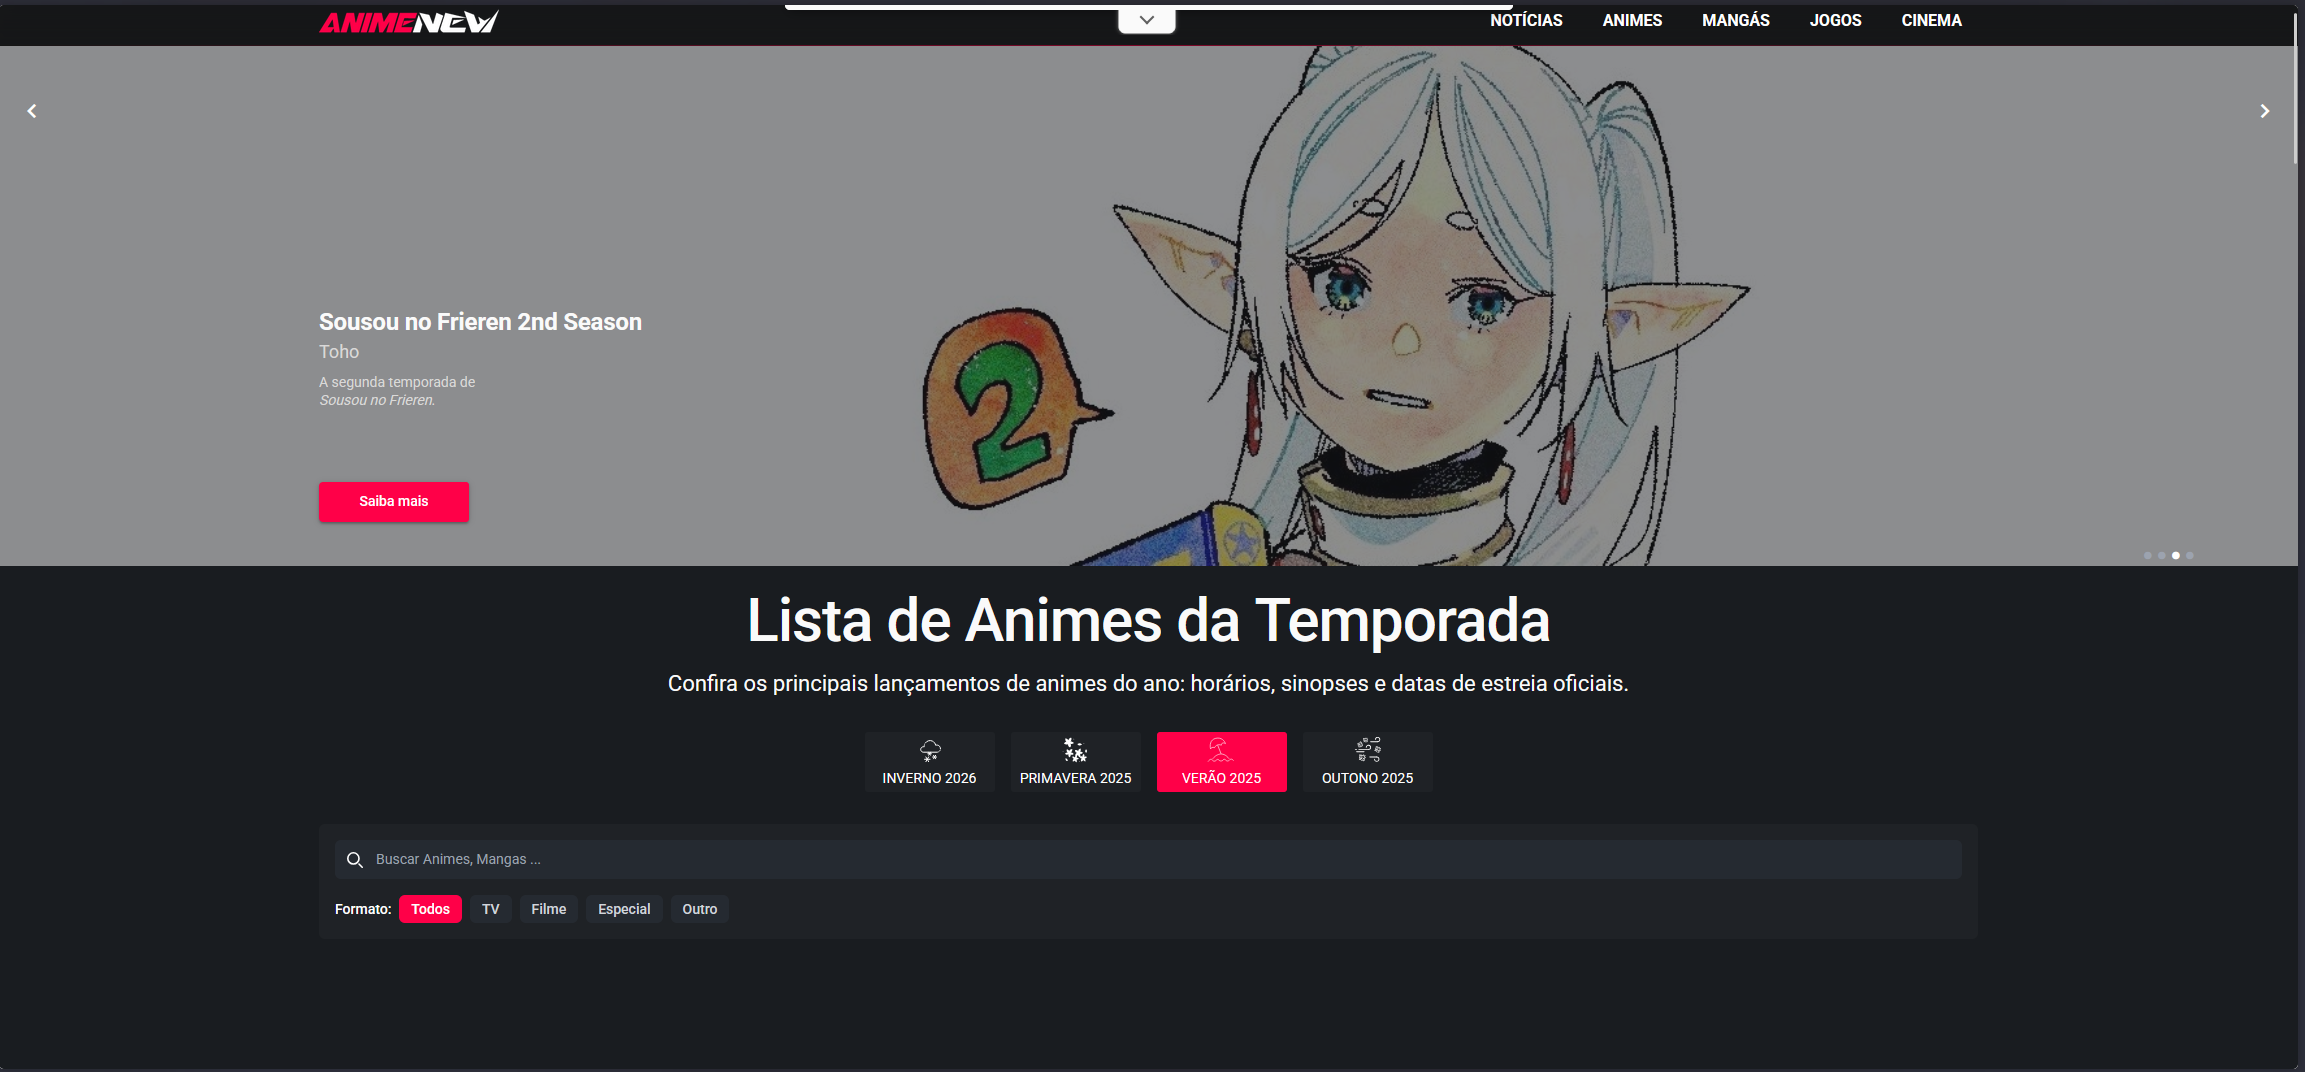 ANIMENEW
NOTÍCIAS ANIMES MANGÁS JOGOS CINEMA
Sousou no Frieren 2nd Season
Toho
A segunda temporada de
Sousou no Frieren.
2
Saiba mais
Lista de Animes da Temporada
Confira os principais lançamentos de animes do ano: horários, sinopses e datas de estreia oficiais.
INVERNO 2026 PRIMAVERA 2025 VERÃO 2025 OUTONO 2025
Buscar Animes, Mangas ...
Formato: Todos TV Filme Especial Outro